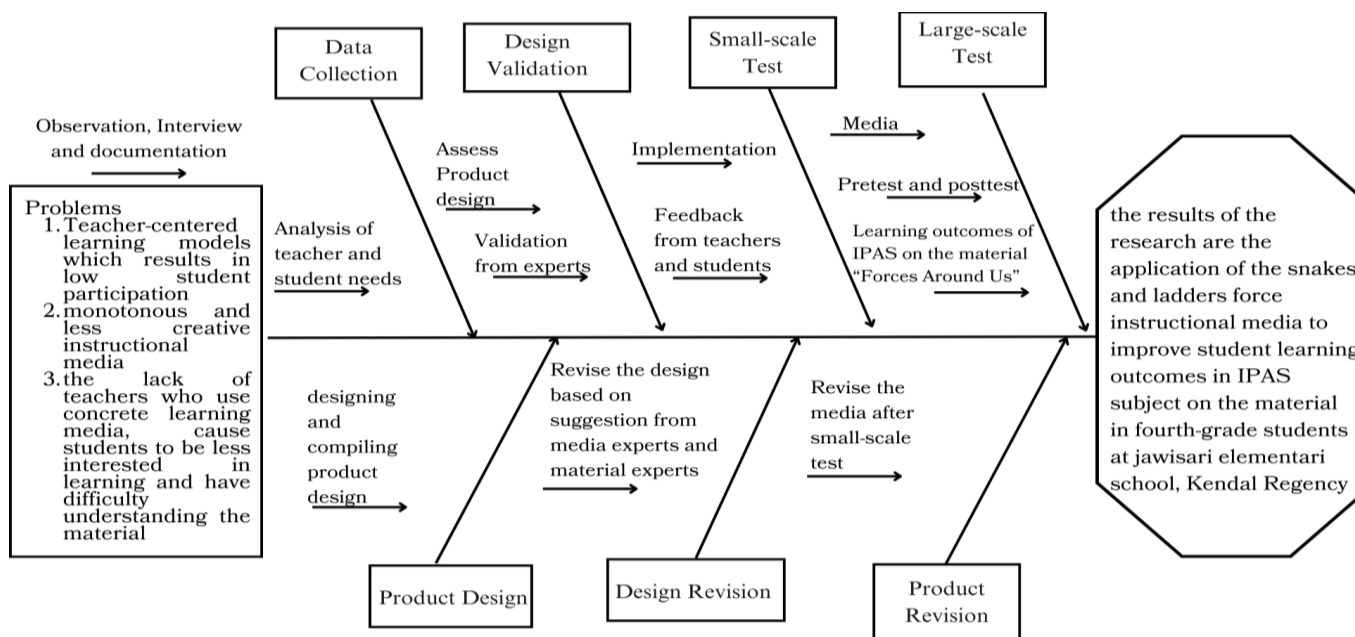 Data
Collection
Design
Validation
Small-scale
Test
Large-scale
Test
Observation, Interview
and documentation
Problems
1. Teacher-centered
learning models
which results in
low student
participation
2. monotonous and
less creative
instructional
media
3. the lack of
teachers who use
concrete learning
media, cause
students to be less
interested in
learning and have
difficulty
understanding the
material
Analysis of
teacher and
student needs
Assess
Product
design
Validation
from experts
Implementation
Feedback
from teachers
and students
Media
Pretest and posttest
Learning outcomes of
IPAS on the material
"Forces Around Us"
designing
and
compiling
product
design
Revise the design
based on
suggestion from
media experts and
material experts
Revise the
media after
small-scale
test
Product Design
Design Revision
Product
Revision
the results of the
research are the
application of the snakes
and ladders force
instructional media to
improve student learning
outcomes in IPAS
subject on the material
in fourth-grade students
at jawisari elementari
school, Kendal Regency